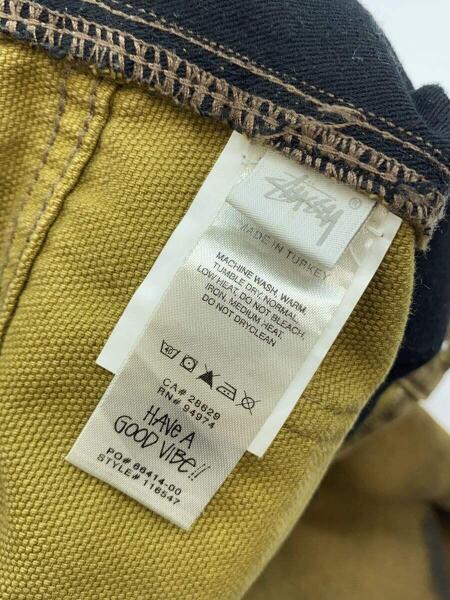 Stüssy ®
MADE IN TURKEY
MACHINE WASH, WARM.
TUMBLE DRY, NORMAL,
LOW HEAT, DO NOT BLEACH.
IRON, MEDIUM HEAT.
DO NOT DRYCLEAN
CA# 28629
RN# 94974
HAVE A
GOOD VIBE!!
PO# 66414-00
STYLE# 116547